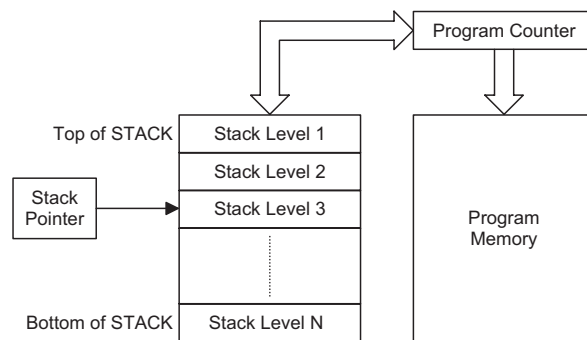 Program Counter
Top of STACK
Stack Level 1
Stack Level 2
Stack
Pointer
Stack Level 3
Program
Memory
Bottom of STACK
Stack Level N